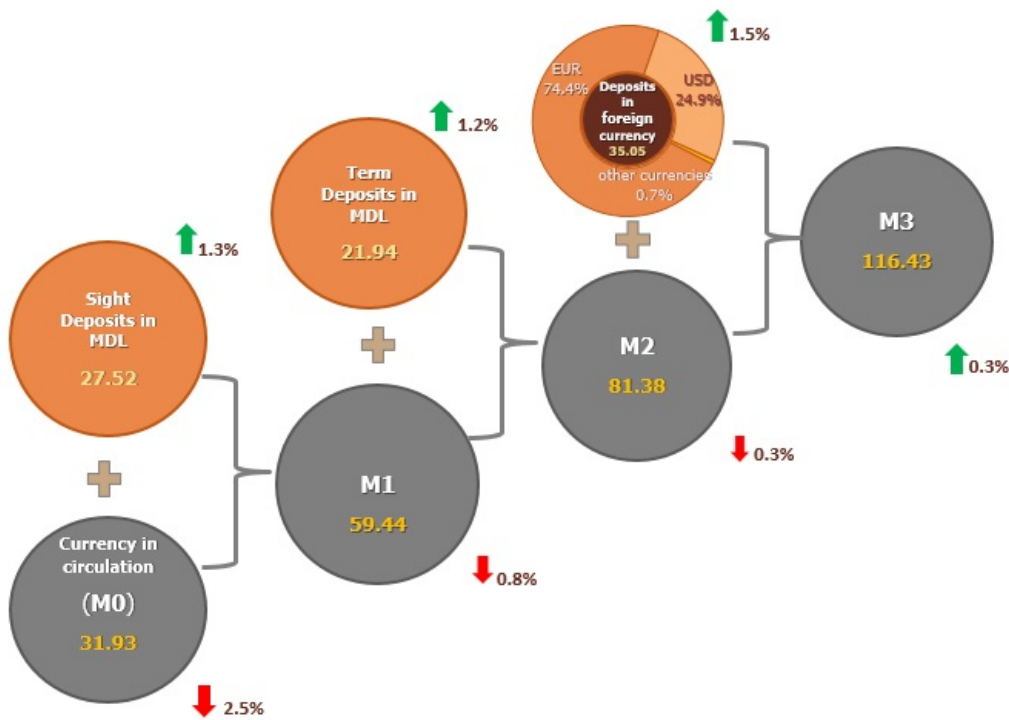 1.5%
EUR
74.4%
USD
24.9%
Deposits
in
foreign
currency
35.05
other currencies
0.7%
1.2%
Term
Deposits in
MDL
21.94
1.3%
Sight
Deposits in
MDL
27.52
M3
116.43
0.3%
M2
81.38
0.3%
M1
59.44
0.8%
Currency in
circulation
(M0)
31.93
2.5%